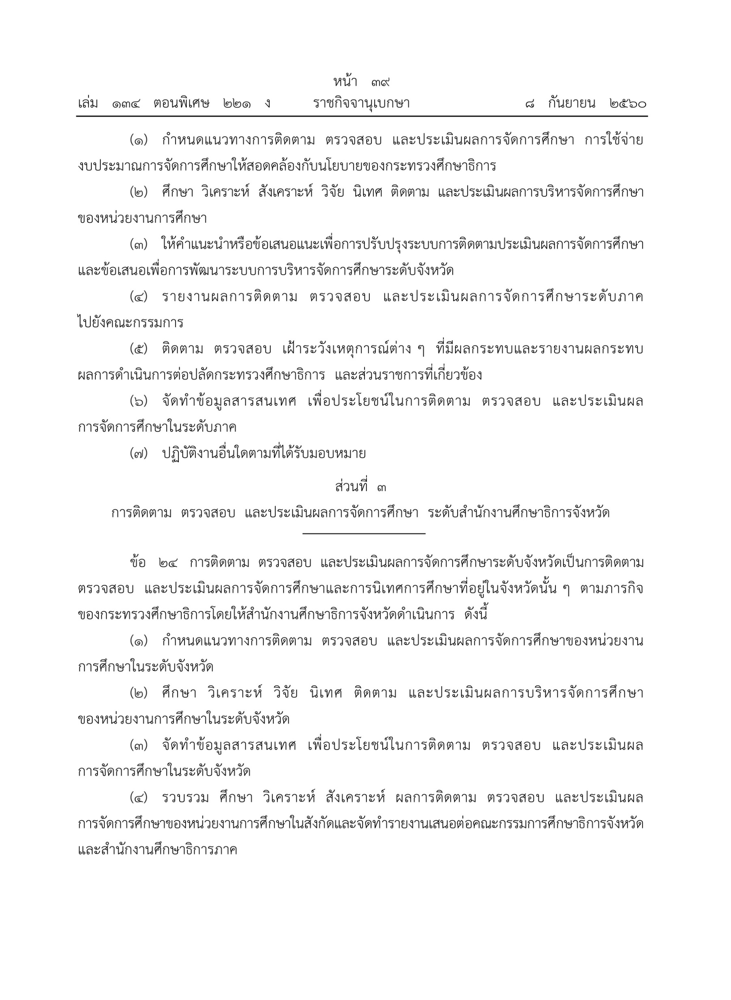 หน้า ๓๙
เล่ม ๑๓๔ ตอนพิเศษ ๒๒๑ ง ราชกิจจานุเบกษา ๘ กันยายน ๒๕๖๐
(๑) กำหนดแนวทางการติดตาม ตรวจสอบ และประเมินผลการจัดการศึกษา การใช้จ่าย
งบประมาณการจัดการศึกษาให้สอดคล้องกับนโยบายของกระทรวงศึกษาธิการ
(๒) ศึกษา วิเคราะห์ สังเคราะห์ วิจัย นิเทศ ติดตาม และประเมินผลการบริหารจัดการศึกษา
ของหน่วยงานการศึกษา
(๓) ให้คำแนะนำหรือข้อเสนอแนะเพื่อการปรับปรุงระบบการติดตามประเมินผลการจัดการศึกษา
และข้อเสนอเพื่อการพัฒนาระบบการบริหารจัดการศึกษาระดับจังหวัด
(๔) รายงานผลการติดตาม ตรวจสอบ และประเมินผลการจัดการศึกษาระดับภาค
ไปยังคณะกรรมการ
(๕) ติดตาม ตรวจสอบ เฝ้าระวังเหตุการณ์ต่าง ๆ ที่มีผลกระทบและรายงานผลกระทบ
ผลการดำเนินการต่อปลัดกระทรวงศึกษาธิการ และส่วนราชการที่เกี่ยวข้อง
(๖) จัดทำข้อมูลสารสนเทศ เพื่อประโยชน์ในการติดตาม ตรวจสอบ และประเมินผล
การจัดการศึกษาในระดับภาค
(๗) ปฏิบัติงานอื่นใดตามที่ได้รับมอบหมาย
ส่วนที่ ๓
การติดตาม ตรวจสอบ และประเมินผลการจัดการศึกษา ระดับสำนักงานศึกษาธิการจังหวัด
ข้อ ๒๔ การติดตาม ตรวจสอบ และประเมินผลการจัดการศึกษาระดับจังหวัดเป็นการติดตาม
ตรวจสอบ และประเมินผลการจัดการศึกษาและการนิเทศการศึกษาที่อยู่ในจังหวัดนั้น ๆ ตามภารกิจ
ของกระทรวงศึกษาธิการโดยให้สำนักงานศึกษาธิการจังหวัดดำเนินการ ดังนี้
(๑) กำหนดแนวทางการติดตาม ตรวจสอบ และประเมินผลการจัดการศึกษาของหน่วยงาน
การศึกษาในระดับจังหวัด
(๒) ศึกษา วิเคราะห์ วิจัย นิเทศ ติดตาม และประเมินผลการบริหารจัดการศึกษา
ของหน่วยงานการศึกษาในระดับจังหวัด
(๓) จัดทำข้อมูลสารสนเทศ เพื่อประโยชน์ในการติดตาม ตรวจสอบ และประเมินผล
การจัดการศึกษาในระดับจังหวัด
(๔) รวบรวม ศึกษา วิเคราะห์ สังเคราะห์ ผลการติดตาม ตรวจสอบ และประเมินผล
การจัดการศึกษาของหน่วยงานการศึกษาในสังกัดและจัดทำรายงานเสนอต่อคณะกรรมการศึกษาธิการจังหวัด
และสำนักงานศึกษาธิการภาค